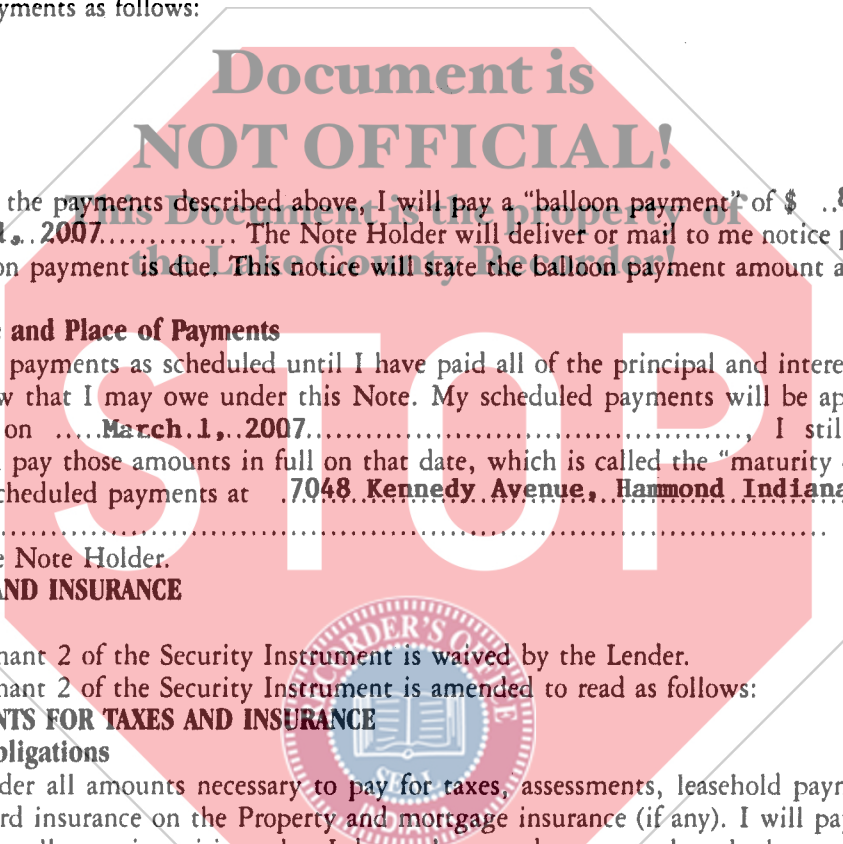 yments as follows:
Document is
NOT OFFICIAL!
This Document is the property of
the Lake County Recorder!
the payments described above, I will pay a “balloon payment” of $ ..
1,..2007.............. The Note Holder will deliver or mail to me notice p
on payment is due. This notice will state the balloon payment amount a
e and Place of Payments
payments as scheduled until I have paid all of the principal and intere
w that I may owe under this Note. My scheduled payments will be ap
on .....March.1,..2007............................................., I stil
pay those amounts in full on that date, which is called the “maturity
cheduled payments at .7048 Kennedy Avenue, Hammond Indiana
e Note Holder.
AND INSURANCE
nant 2 of the Security Instrument is waived by the Lender.
nant 2 of the Security Instrument is amended to read as follows:
NTS FOR TAXES AND INSURANCE
bligations
der all amounts necessary to pay for taxes, assessments, leasehold payr
rd insurance on the Property and mortgage insurance (if any). I will pa
STOP
RECORDER'S OFFICE
SEAL
INDIANA